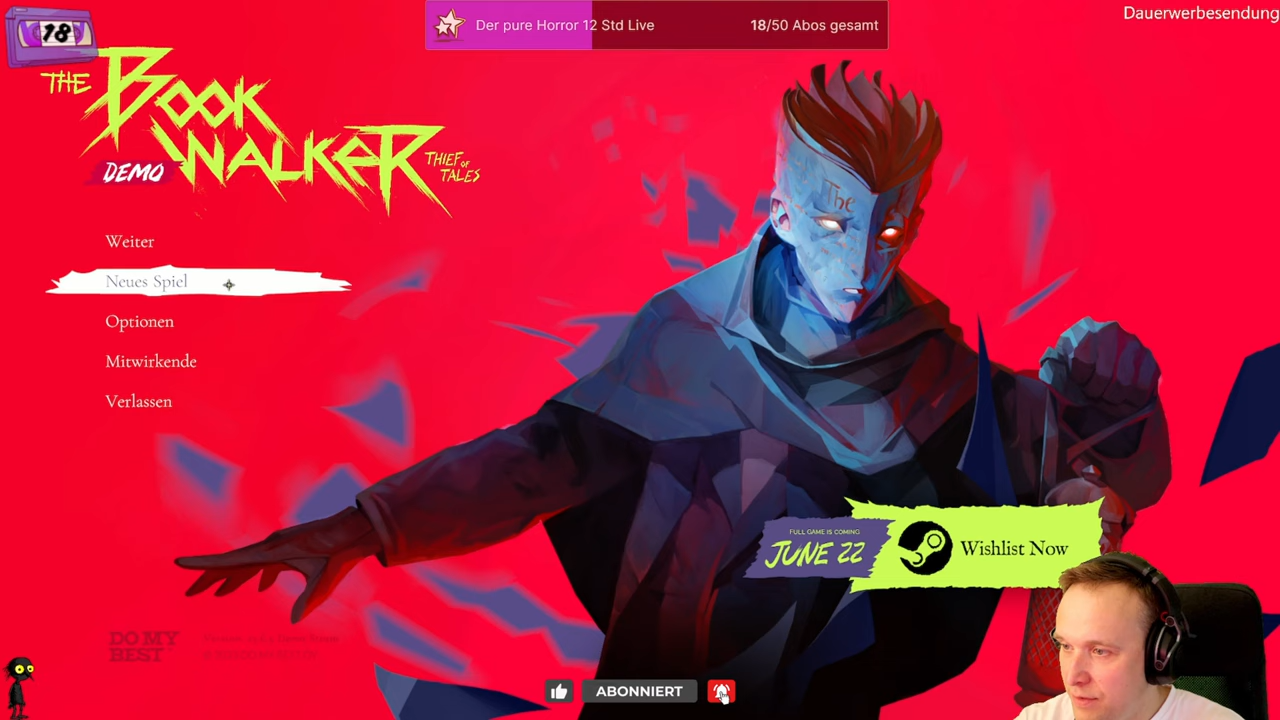 18
Der pure Horror 12 Std Live
18/50 Abos gesamt
Dauerwerbesendung
THE BOOK WALKER
THIEF OF TALES
DEMO
Weiter
Neues Spiel
Optionen
Mitwirkende
Verlassen
The
FULL GAME IS COMING
JUNE 22
Wishlist Now
DO MY BEST
ABONNIERT